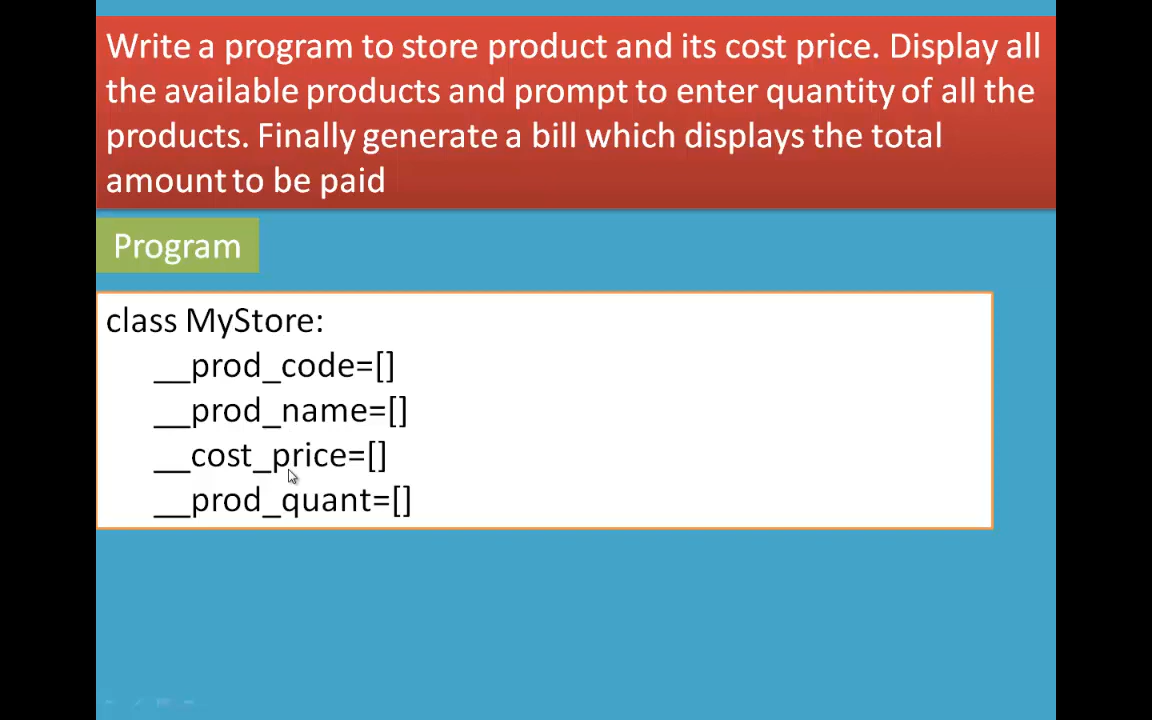 Write a program to store product and its cost price. Display all
the available products and prompt to enter quantity of all the
products. Finally generate a bill which displays the total
amount to be paid
Program
class MyStore:
__prod_code=[]
__prod_name=[]
__cost_price=[]
__prod_quant=[]